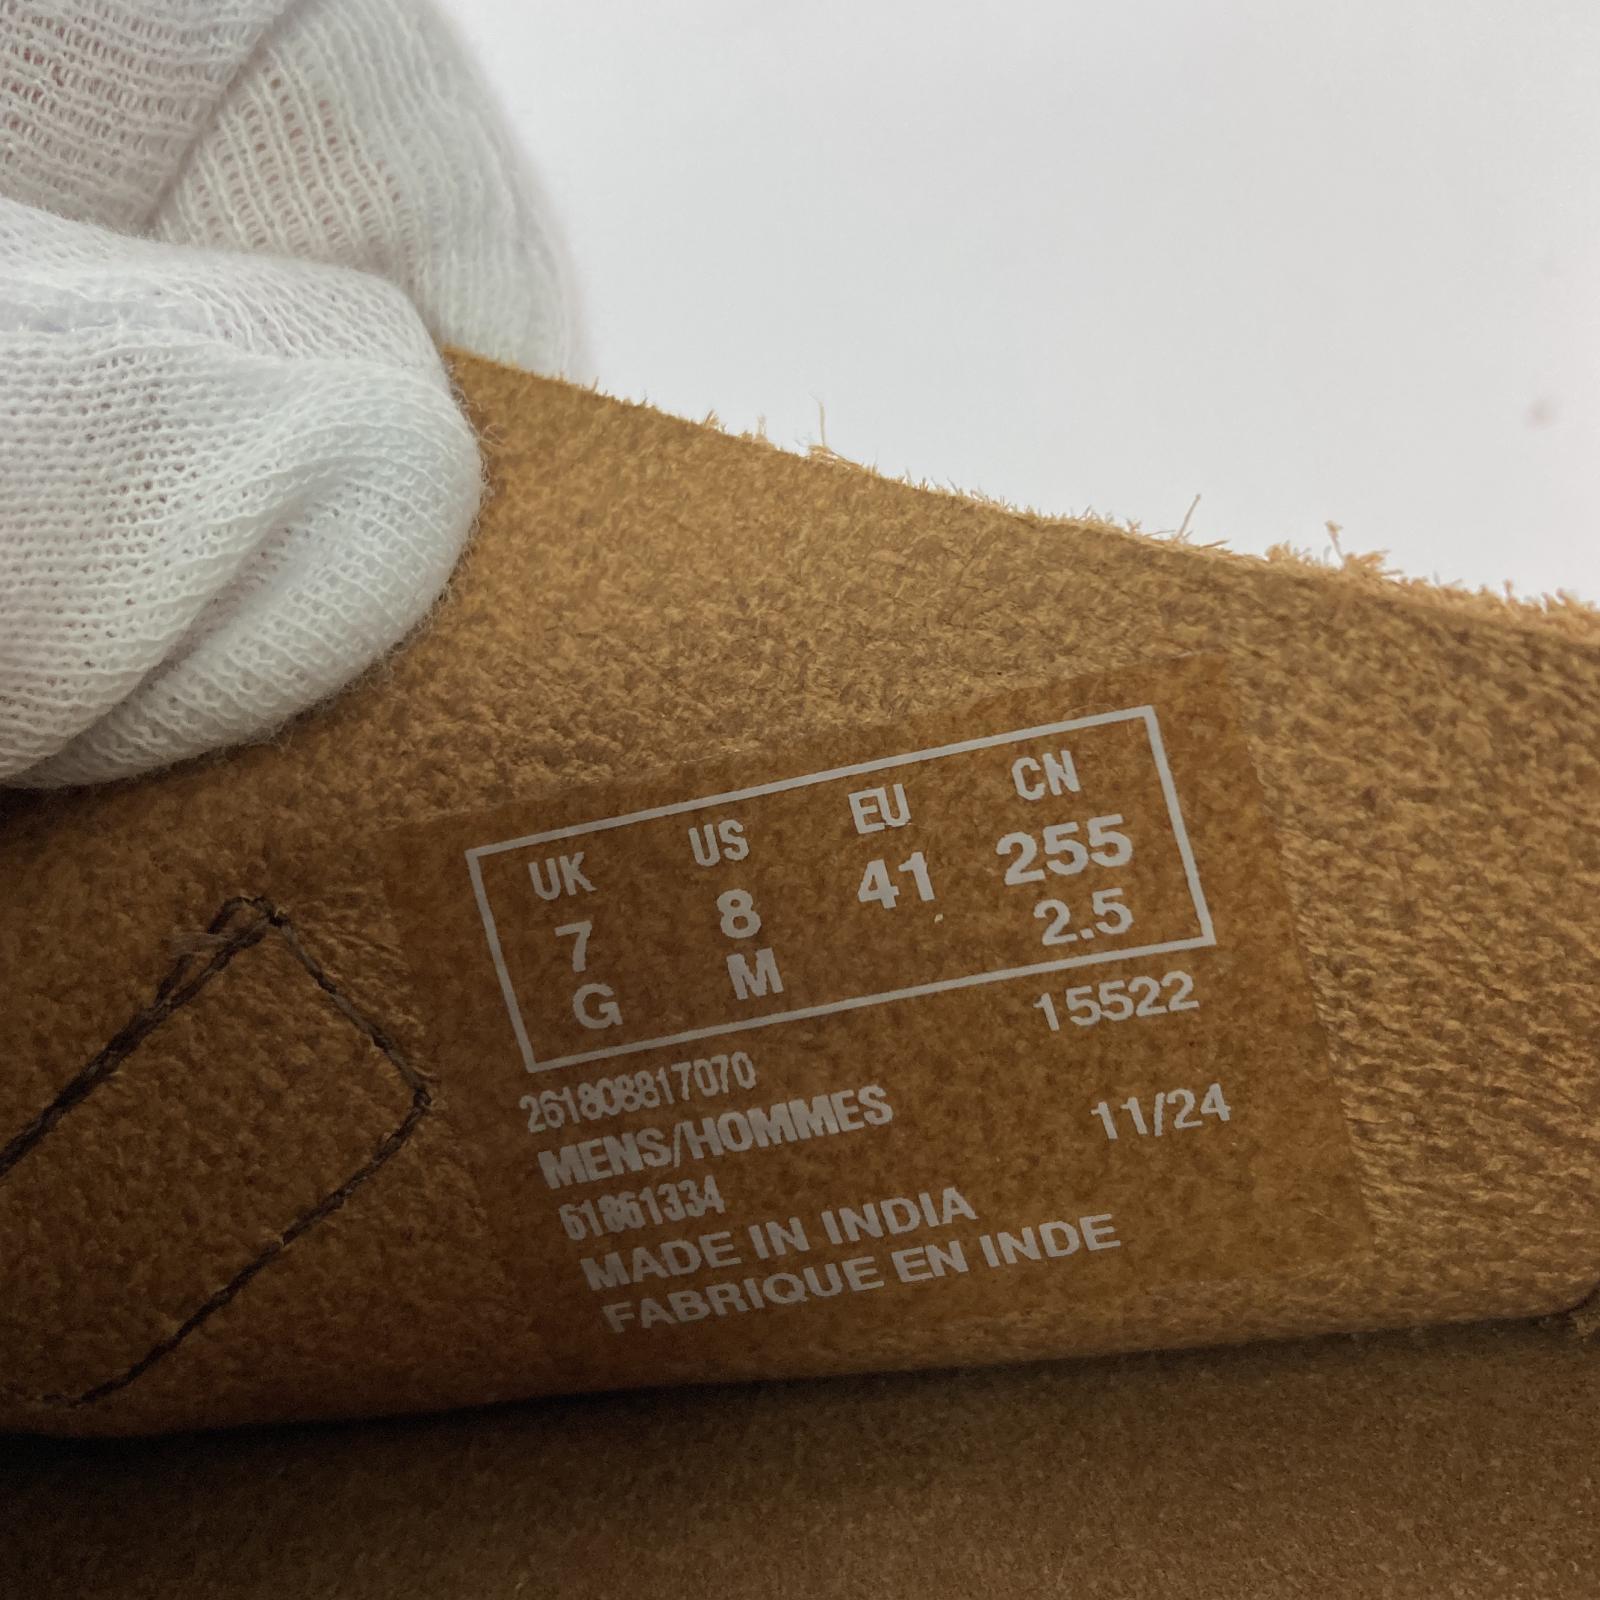 UK US EU CN
7 8 41 255
G M 2.5
15522
261808817070
MENS/HOMMES 11/24
61861334
MADE IN INDIA
FABRIQUE EN INDE